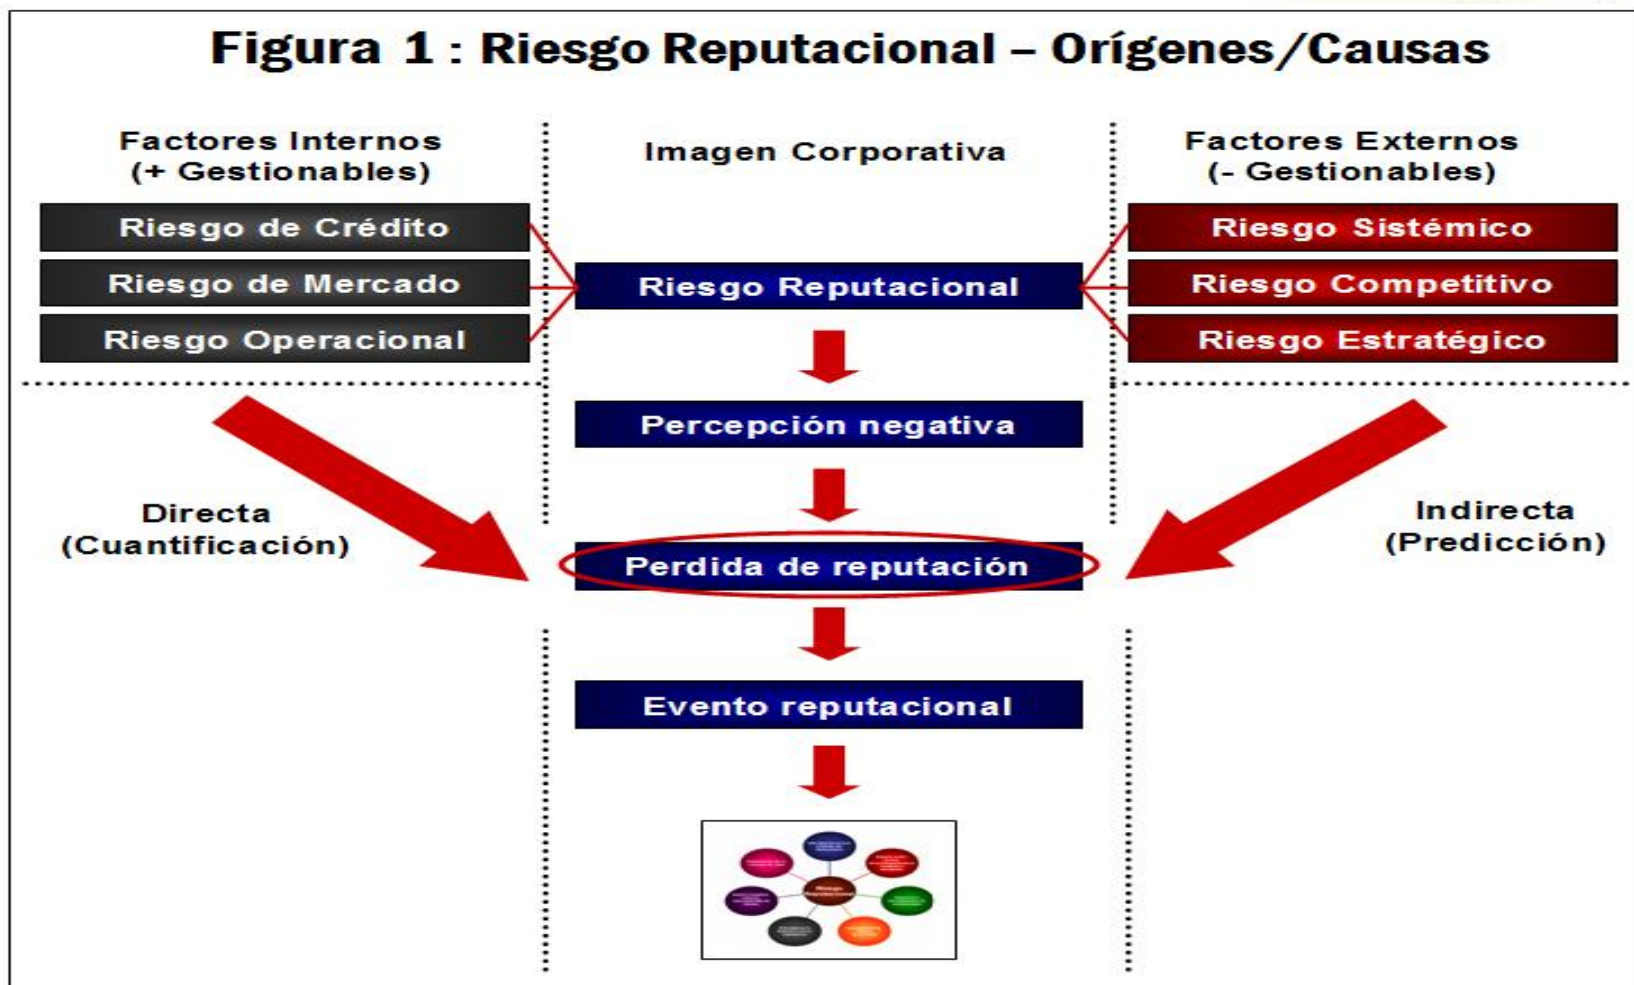 Figura 1 : Riesgo Reputacional – Orígenes/Causas
Factores Internos
(+ Gestionables)
Riesgo de Crédito
Riesgo de Mercado
Riesgo Operacional
Directa
(Cuantificación)
Imagen Corporativa
Riesgo Reputacional
Percepción negativa
Perdida de reputación
Evento reputacional
Riesgo
Reputacional
Factores Externos
(- Gestionables)
Riesgo Sistémico
Riesgo Competitivo
Riesgo Estratégico
Indirecta
(Predicción)